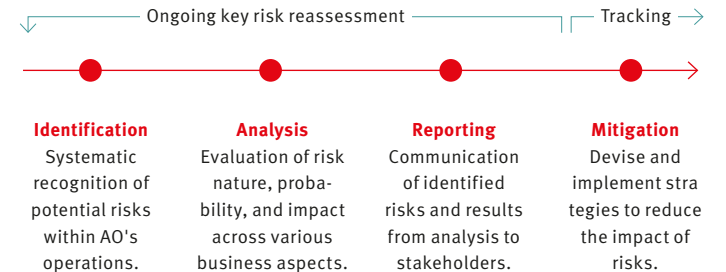 Ongoing key risk reassessment
Tracking
Identification
Systematic
recognition of
potential risks
within AO's
operations.
Analysis
Evaluation of risk
nature, proba-
bility, and impact
across various
business aspects.
Reporting
Communication
of identified
risks and results
from analysis to
stakeholders.
Mitigation
Devise and
implement stra
tegies to reduce
the impact of
risks.